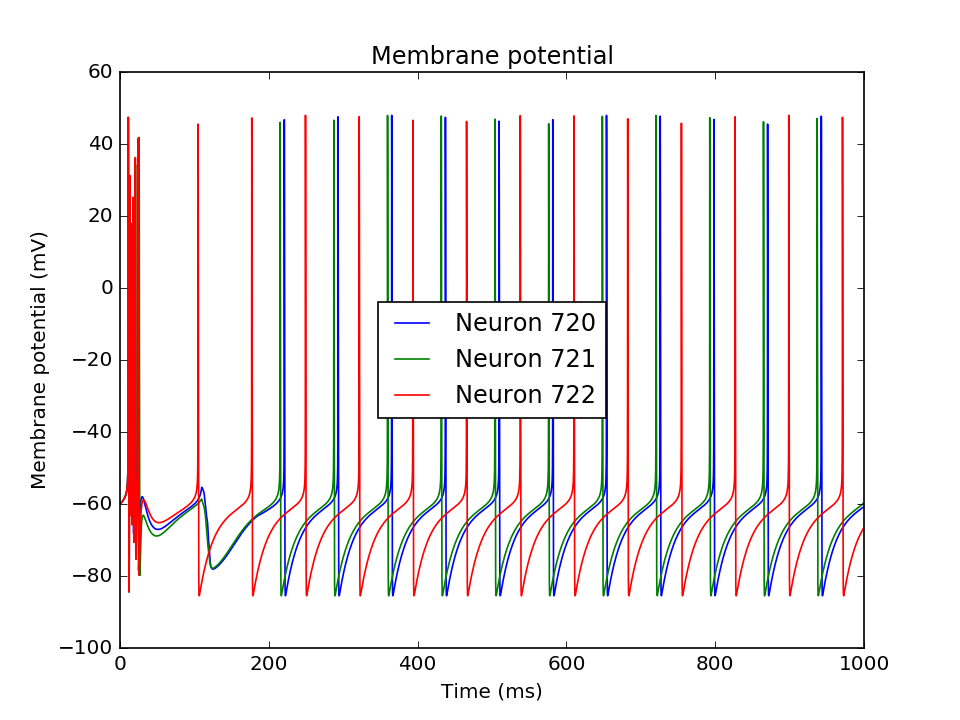 Membrane potential
60
40
20
0
−20
−40
−60
−80
−100
Membrane potential (mV)
Neuron 720
Neuron 721
Neuron 722
0 200 400 600 800 1000
Time (ms)